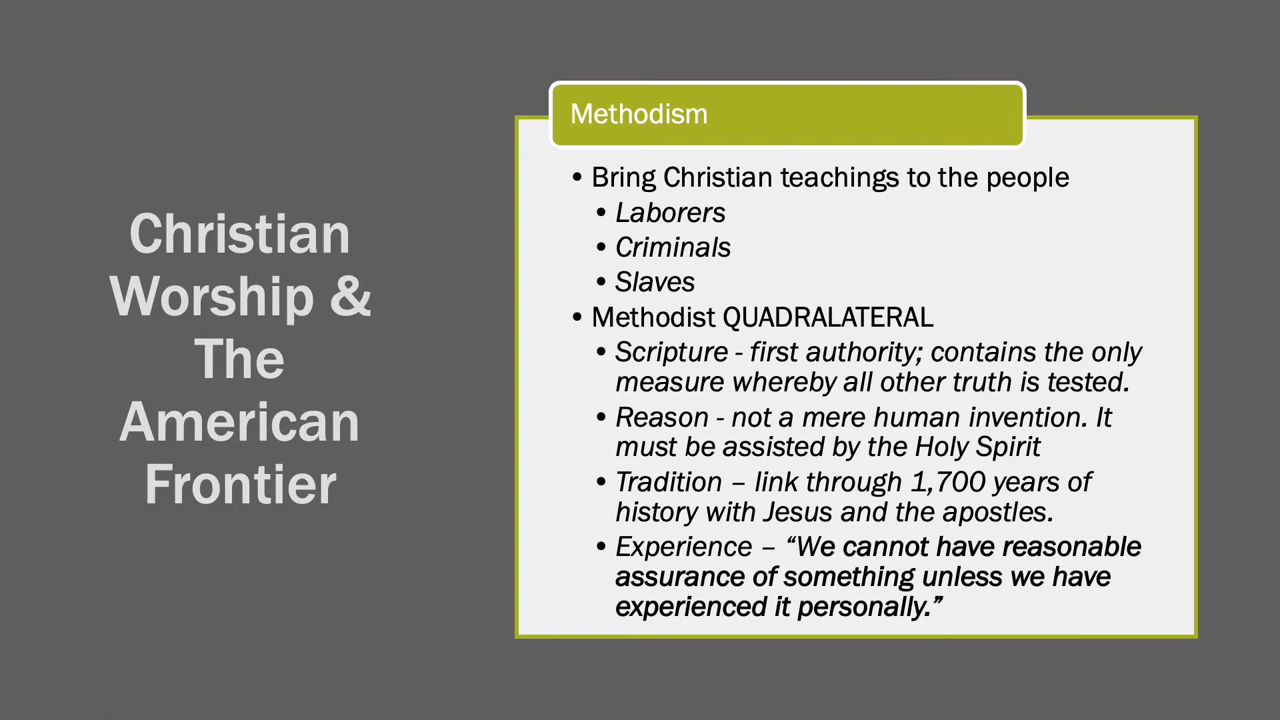 Christian
Worship &
The
American
Frontier
Methodism
• Bring Christian teachings to the people
• Laborers
• Criminals
• Slaves
• Methodist QUADRALATERAL
• Scripture - first authority; contains the only
measure whereby all other truth is tested.
• Reason - not a mere human invention. It
must be assisted by the Holy Spirit
• Tradition – link through 1,700 years of
history with Jesus and the apostles.
• Experience – “We cannot have reasonable
assurance of something unless we have
experienced it personally.”